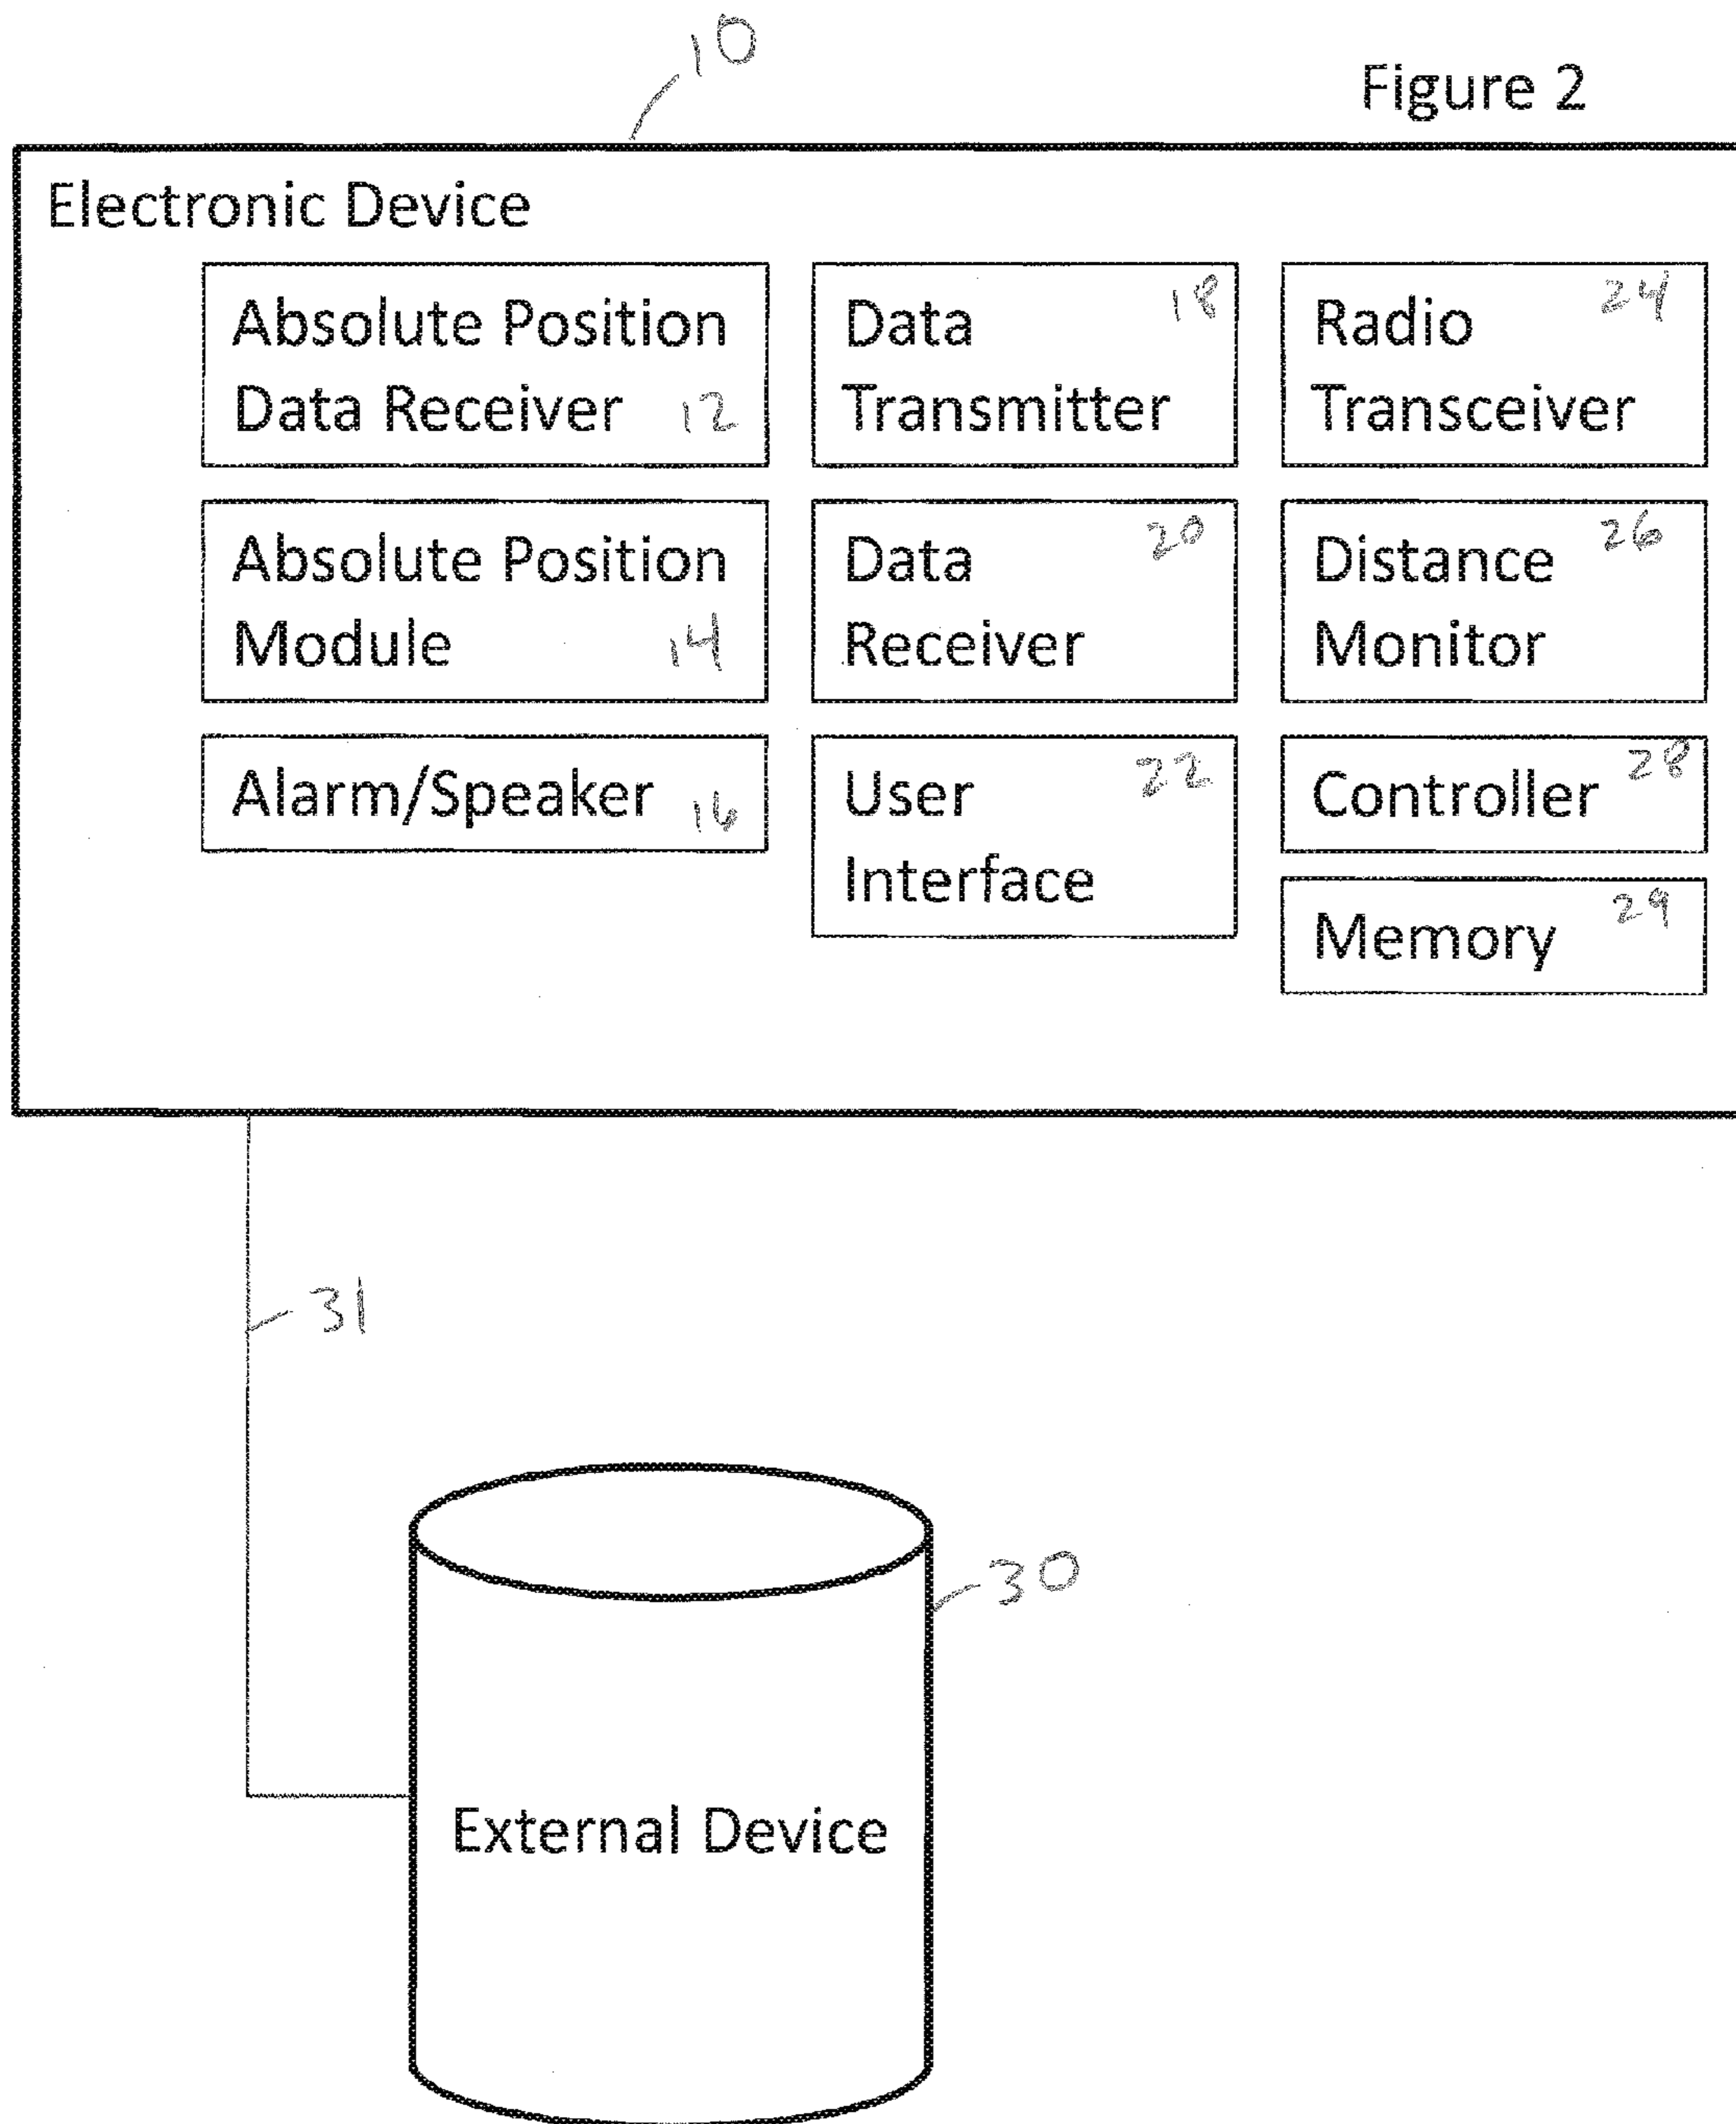 10
Figure 2
Electronic Device
Absolute Position
Data Receiver 12
Data 18
Transmitter
Radio 24
Transceiver
Absolute Position
Module 14
Data 20
Receiver
Distance 26
Monitor
Alarm/Speaker 16
User 22
Interface
Controller 28
Memory 29
31
30
External Device